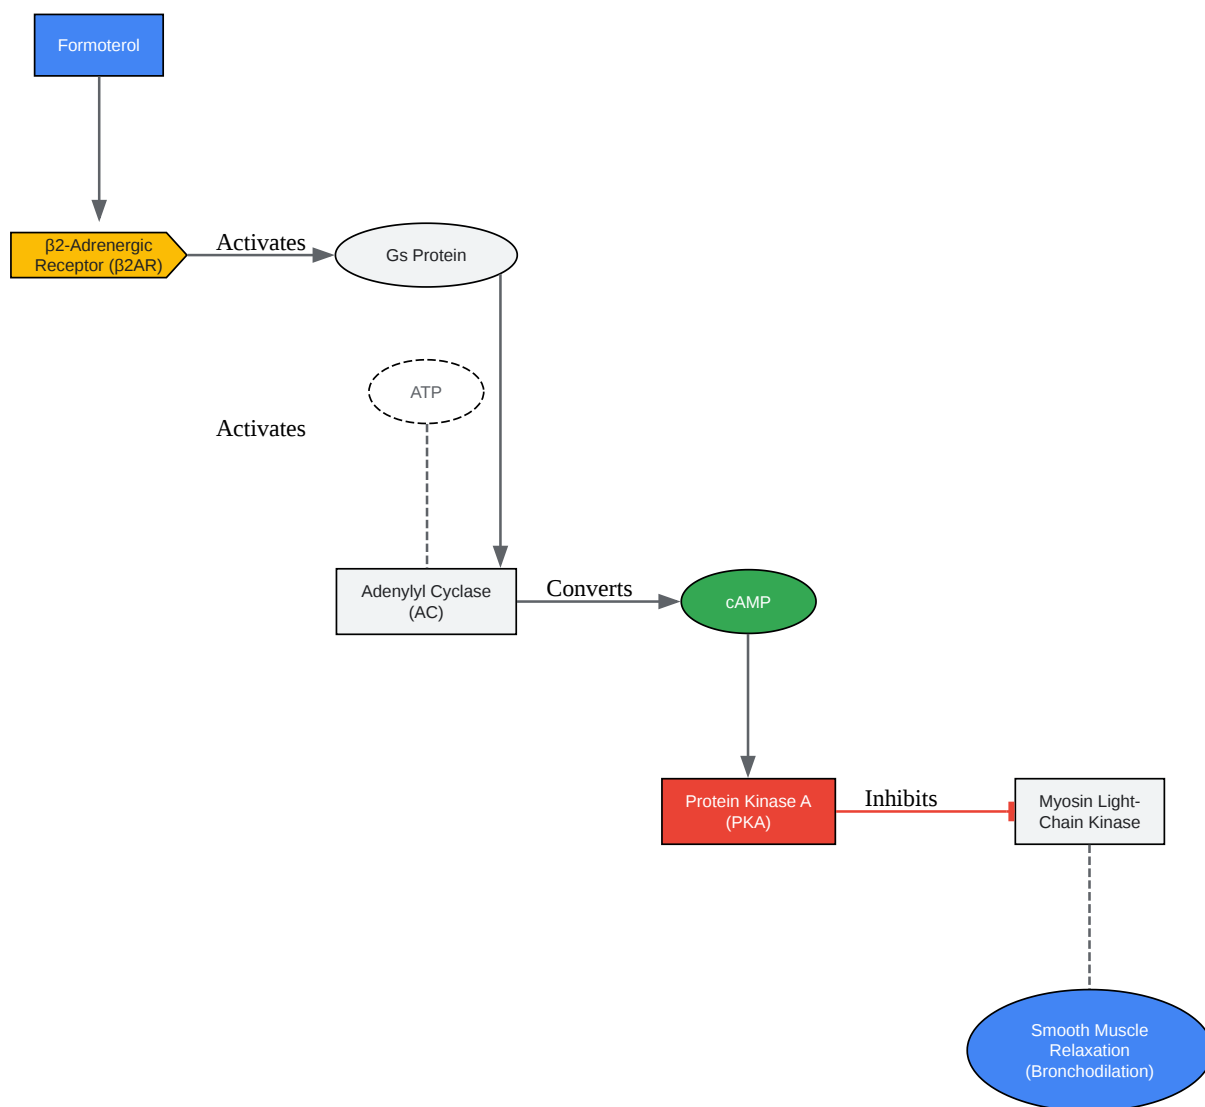 Formoterol
β2-Adrenergic
Receptor (β2AR)
Activates
Gs Protein
ATP
Activates
Adenylyl Cyclase
(AC)
Converts
cAMP
Protein Kinase A
(PKA)
Inhibits
Myosin Light-
Chain Kinase
Smooth Muscle
Relaxation
(Bronchodilation)